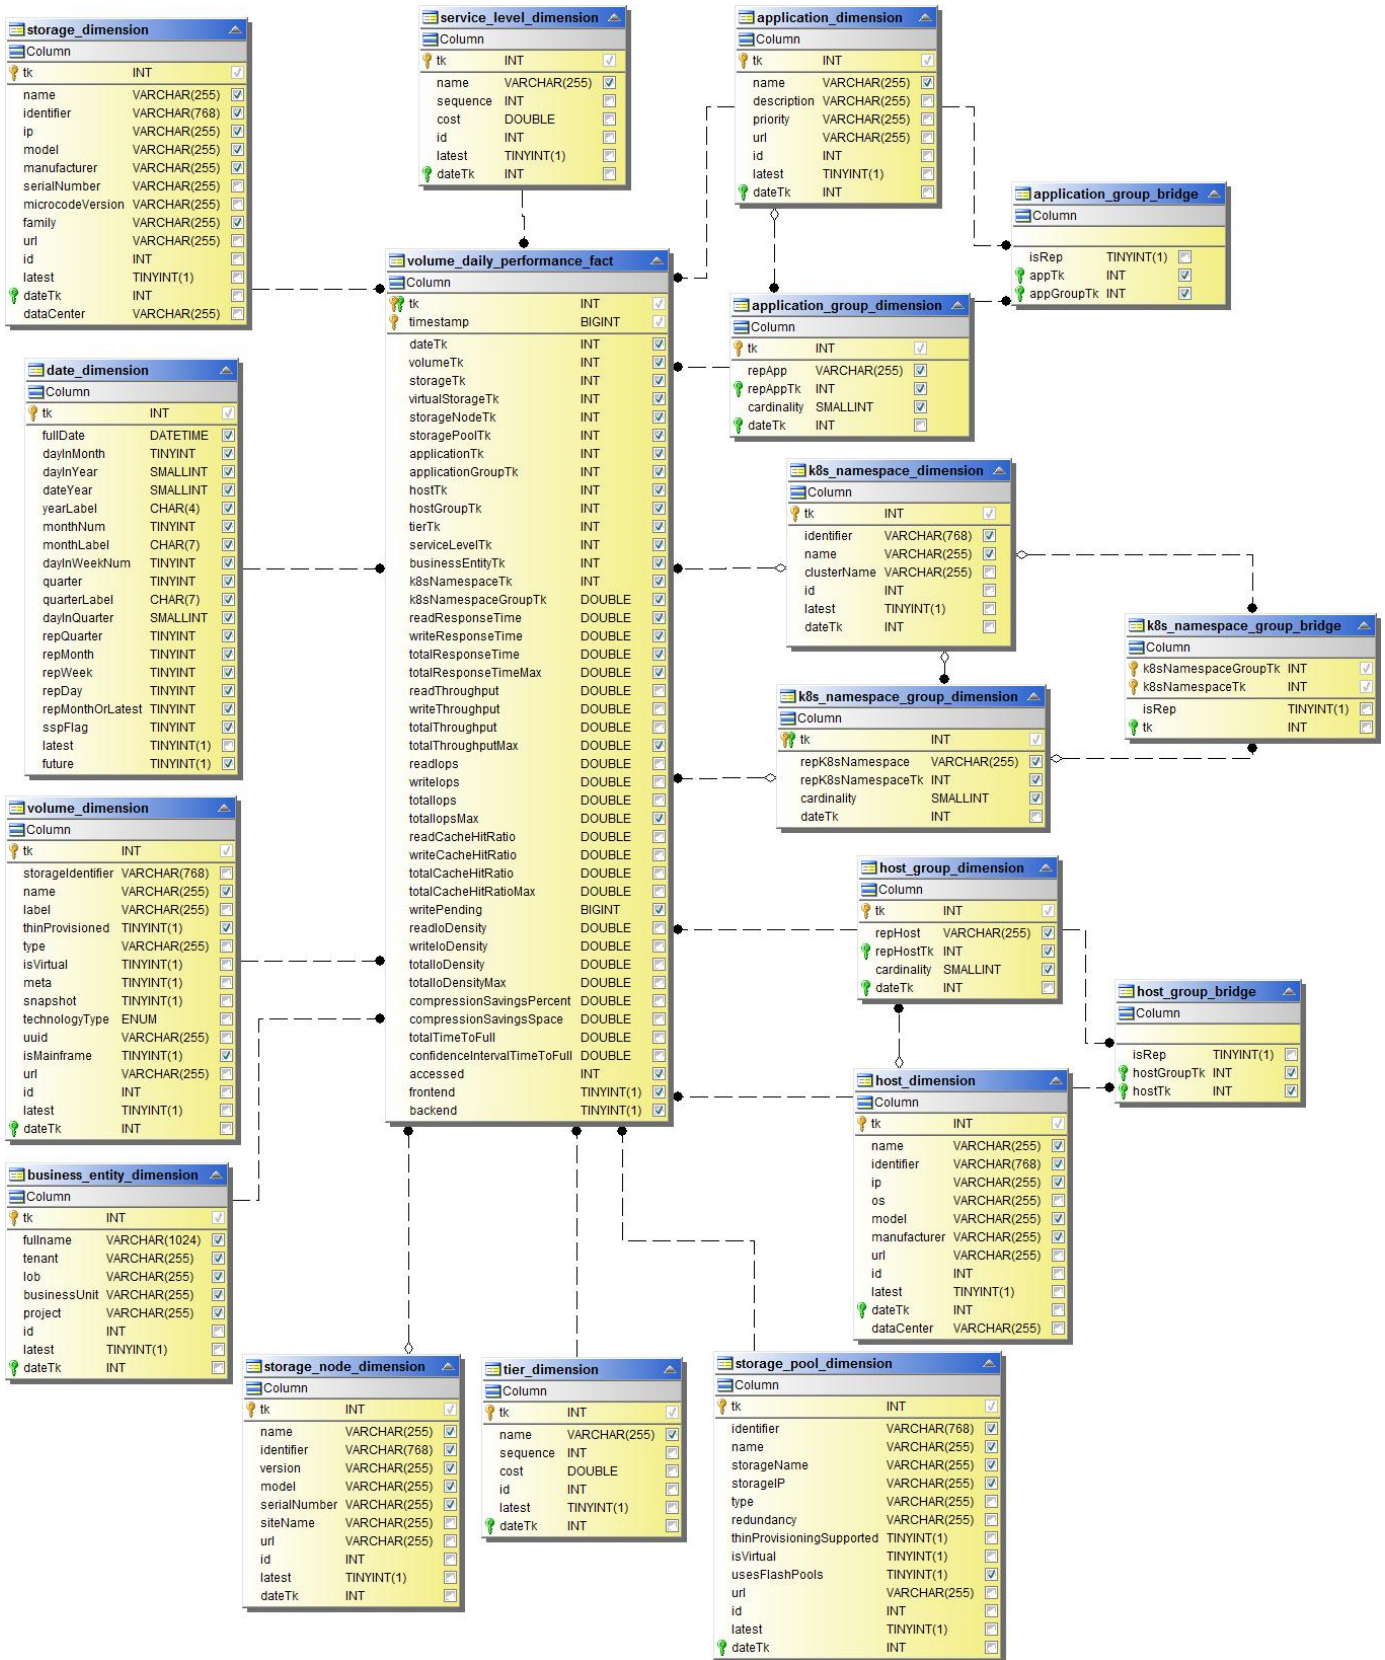 storage_dimension
Column
tk INT
name VARCHAR(255)
identifier VARCHAR(768)
ip VARCHAR(255)
model VARCHAR(255)
manufacturer VARCHAR(255)
serialNumber VARCHAR(255)
microcodeVersion VARCHAR(255)
family VARCHAR(255)
url VARCHAR(255)
id INT
latest TINYINT(1)
dateTk INT
dataCenter VARCHAR(255)
service_level_dimension
Column
tk INT
name VARCHAR(255)
sequence INT
cost DOUBLE
id INT
latest TINYINT(1)
dateTk INT
application_dimension
Column
tk INT
name VARCHAR(255)
description VARCHAR(255)
priority VARCHAR(255)
url VARCHAR(255)
id INT
latest TINYINT(1)
dateTk INT
application_group_bridge
Column
isRep TINYINT(1)
appTk INT
appGroupTk INT
volume_daily_performance_fact
Column
tk INT
timestamp BIGINT
dateTk INT
volumeTk INT
storageTk INT
virtualStorageTk INT
storageNodeTk INT
storagePoolTk INT
applicationTk INT
applicationGroupTk INT
hostTk INT
hostGroupTk INT
tierTk INT
serviceLevelTk INT
businessEntityTk INT
k8sNamespaceTk INT
k8sNamespaceGroupTk DOUBLE
readResponseTime DOUBLE
writeResponseTime DOUBLE
totalResponseTime DOUBLE
totalResponseTimeMax DOUBLE
readThroughput DOUBLE
writeThroughput DOUBLE
totalThroughput DOUBLE
totalThroughputMax DOUBLE
readIops DOUBLE
writeIops DOUBLE
totalIops DOUBLE
totalIopsMax DOUBLE
readCacheHitRatio DOUBLE
writeCacheHitRatio DOUBLE
totalCacheHitRatio DOUBLE
totalCacheHitRatioMax DOUBLE
writePending BIGINT
readIoDensity DOUBLE
writeIoDensity DOUBLE
totalIoDensity DOUBLE
totalIoDensityMax DOUBLE
compressionSavingsPercent DOUBLE
compressionSavingsSpace DOUBLE
totalTimeToFull DOUBLE
confidenceIntervalTimeToFull DOUBLE
accessed INT
frontend TINYINT(1)
backend TINYINT(1)
application_group_dimension
Column
tk INT
repApp VARCHAR(255)
repAppTk INT
cardinality SMALLINT
dateTk INT
date_dimension
Column
tk INT
fullDate DATETIME
dayInMonth TINYINT
dayInYear SMALLINT
dateYear SMALLINT
yearLabel CHAR(4)
monthNum TINYINT
monthLabel CHAR(7)
dayInWeekNum TINYINT
quarter TINYINT
quarterLabel CHAR(7)
dayInQuarter SMALLINT
repQuarter TINYINT
repMonth TINYINT
repWeek TINYINT
repDay TINYINT
repMonthOrLatest TINYINT
sspFlag TINYINT
latest TINYINT(1)
future TINYINT(1)
k8s_namespace_dimension
Column
tk INT
identifier VARCHAR(768)
name VARCHAR(255)
clusterName VARCHAR(255)
id INT
latest TINYINT(1)
dateTk INT
k8s_namespace_group_bridge
Column
k8sNamespaceGroupTk INT
k8sNamespaceTk INT
isRep TINYINT(1)
tk INT
k8s_namespace_group_dimension
Column
tk INT
repK8sNamespace VARCHAR(255)
repK8sNamespaceTk INT
cardinality SMALLINT
dateTk INT
volume_dimension
Column
tk INT
storageIdentifier VARCHAR(768)
name VARCHAR(255)
label VARCHAR(255)
thinProvisioned TINYINT(1)
type VARCHAR(255)
isVirtual TINYINT(1)
meta TINYINT(1)
snapshot TINYINT(1)
technologyType ENUM
uuid VARCHAR(255)
isMainframe TINYINT(1)
url VARCHAR(255)
id INT
latest TINYINT(1)
dateTk INT
host_group_dimension
Column
tk INT
repHost VARCHAR(255)
repHostTk INT
cardinality SMALLINT
dateTk INT
host_group_bridge
Column
isRep TINYINT(1)
hostGroupTk INT
hostTk INT
host_dimension
Column
tk INT
name VARCHAR(255)
identifier VARCHAR(768)
ip VARCHAR(255)
os VARCHAR(255)
model VARCHAR(255)
manufacturer VARCHAR(255)
url VARCHAR(255)
id INT
latest TINYINT(1)
dateTk INT
dataCenter VARCHAR(255)
business_entity_dimension
Column
tk INT
fullname VARCHAR(1024)
tenant VARCHAR(255)
lob VARCHAR(255)
businessUnit VARCHAR(255)
project VARCHAR(255)
id INT
latest TINYINT(1)
dateTk INT
storage_node_dimension
Column
tk INT
name VARCHAR(255)
identifier VARCHAR(768)
version VARCHAR(255)
model VARCHAR(255)
serialNumber VARCHAR(255)
siteName VARCHAR(255)
url VARCHAR(255)
id INT
latest TINYINT(1)
dateTk INT
tier_dimension
Column
tk INT
name VARCHAR(255)
sequence INT
cost DOUBLE
id INT
latest TINYINT(1)
dateTk INT
storage_pool_dimension
Column
tk INT
identifier VARCHAR(768)
name VARCHAR(255)
storageName VARCHAR(255)
storageIP VARCHAR(255)
type VARCHAR(255)
redundancy VARCHAR(255)
thinProvisioningSupported TINYINT(1)
isVirtual TINYINT(1)
usesFlashPools TINYINT(1)
url VARCHAR(255)
id INT
latest TINYINT(1)
dateTk INT